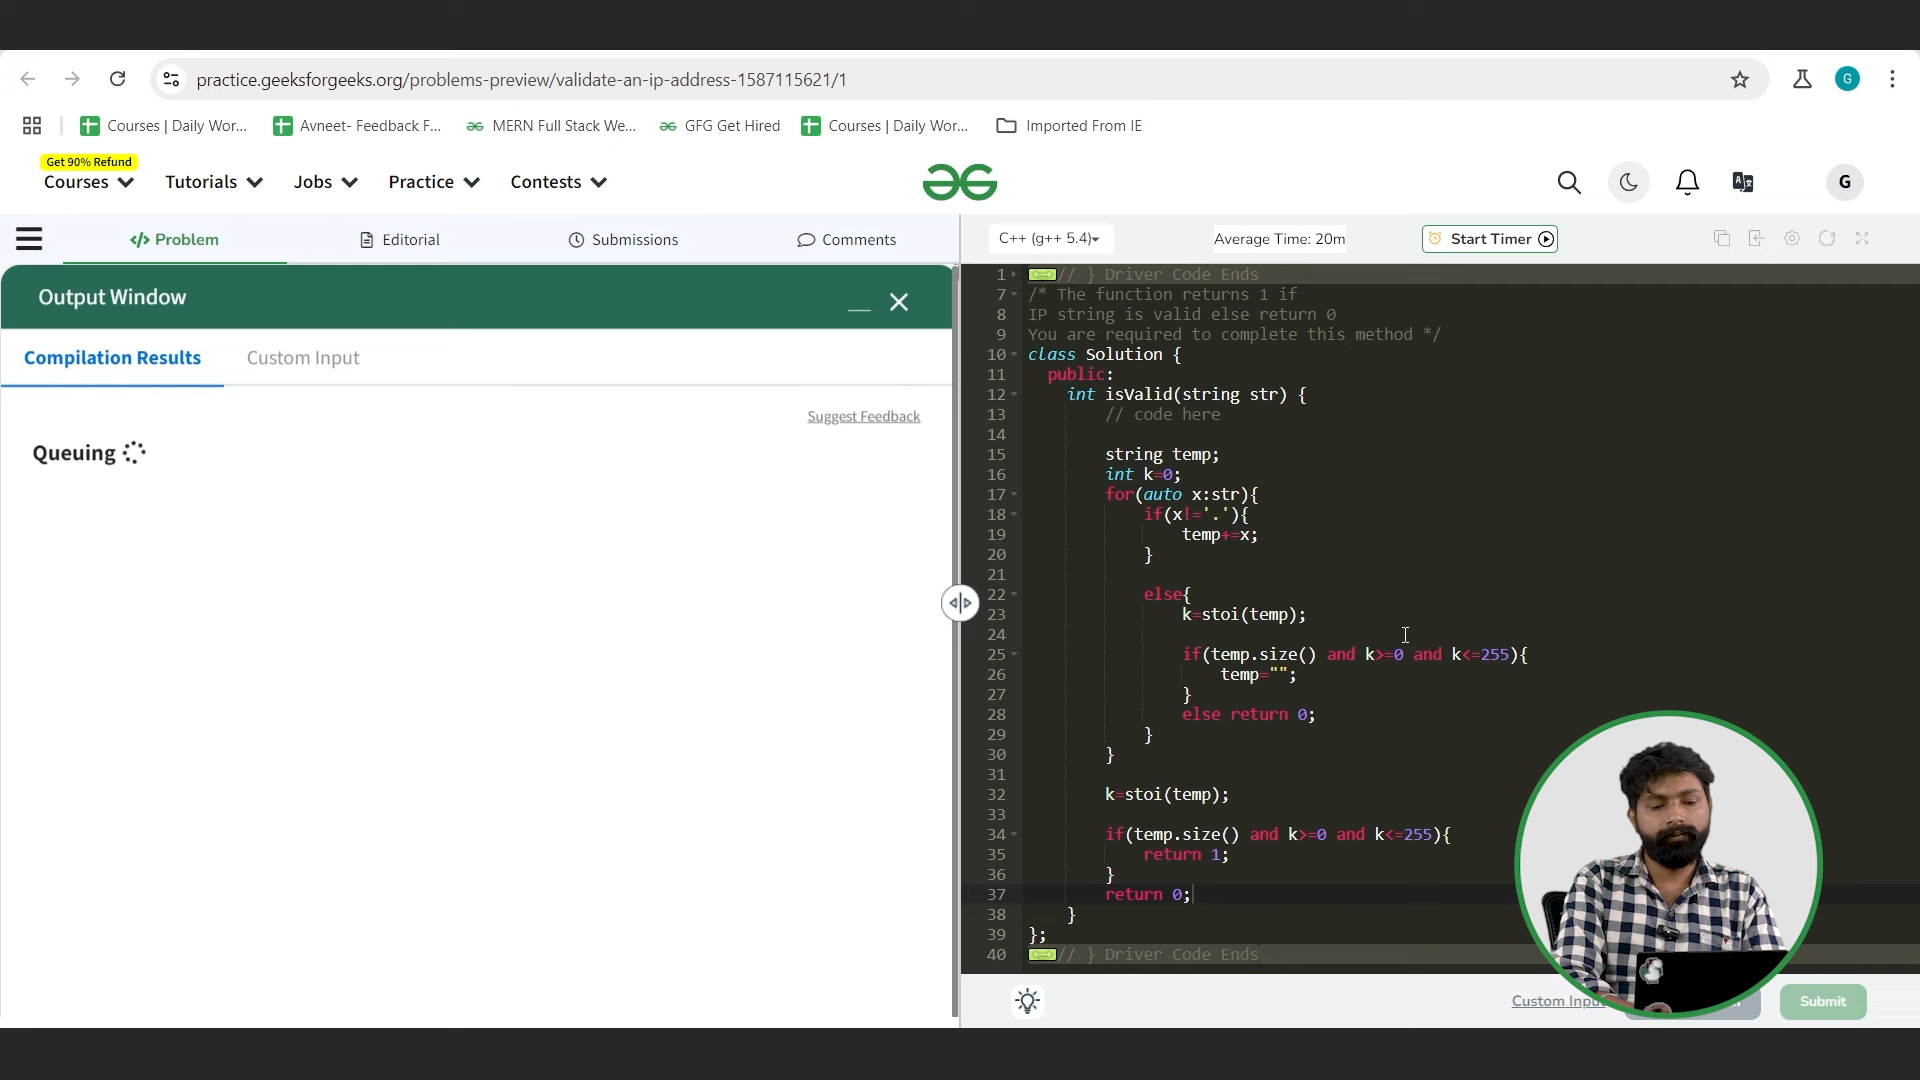 practice.geeksforgeeks.org/problems-preview/validate-an-ip-address-1587115621/1
G
Courses | Daily Wor...
Avneet- Feedback F...
MERN Full Stack We...
GFG Get Hired
Courses | Daily Wor...
Imported From IE
Get 90% Refund
Courses
Tutorials
Jobs
Practice
Contests
G
Problem
Editorial
Submissions
Comments
C++ (g++ 5.4)
Average Time: 20m
Start Timer
Output Window
Compilation Results
Custom Input
Suggest Feedback
Queuing
1 // } Driver Code Ends
7 /* The function returns 1 if
8 IP string is valid else return 0
9 You are required to complete this method */
10 class Solution {
11 public:
12 int isValid(string str) {
13 // code here
14
15 string temp;
16 int k=0;
17 for(auto x:str){
18 if(x!='.'){
19 temp+=x;
20 }
21
22 else{
23 k=stoi(temp);
24
25 if(temp.size() and k>=0 and k<=255){
26 temp="";
27 }
28 else return 0;
29 }
30 }
31
32 k=stoi(temp);
33
34 if(temp.size() and k>=0 and k<=255){
35 return 1;
36 }
37 return 0;
38 }
39 };
40 // } Driver Code Ends
Custom
Submit